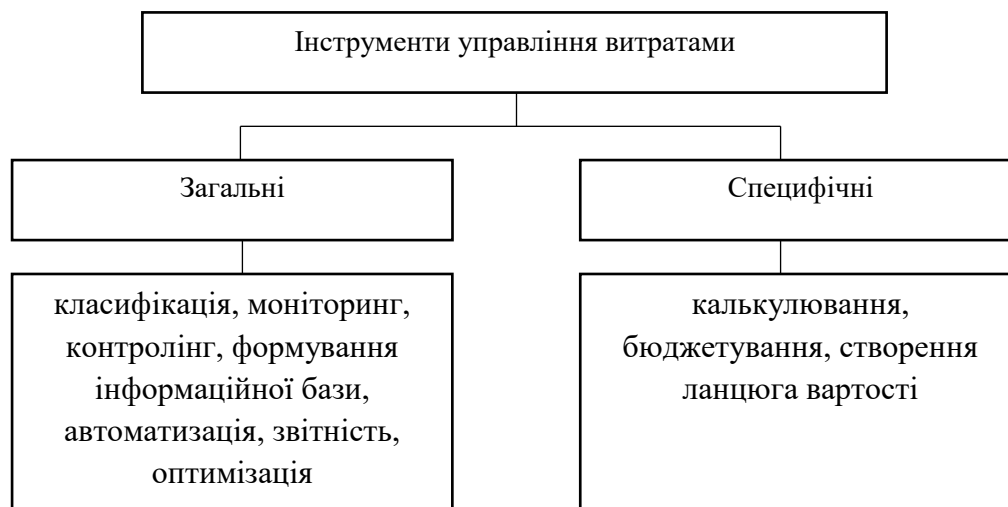 Інструменти управління витратами
Загальні
Специфічні
класифікація, моніторинг,
контролінг, формування
інформаційної бази,
автоматизація, звітність,
оптимізація
калькулювання,
бюджетування, створення
ланцюга вартості